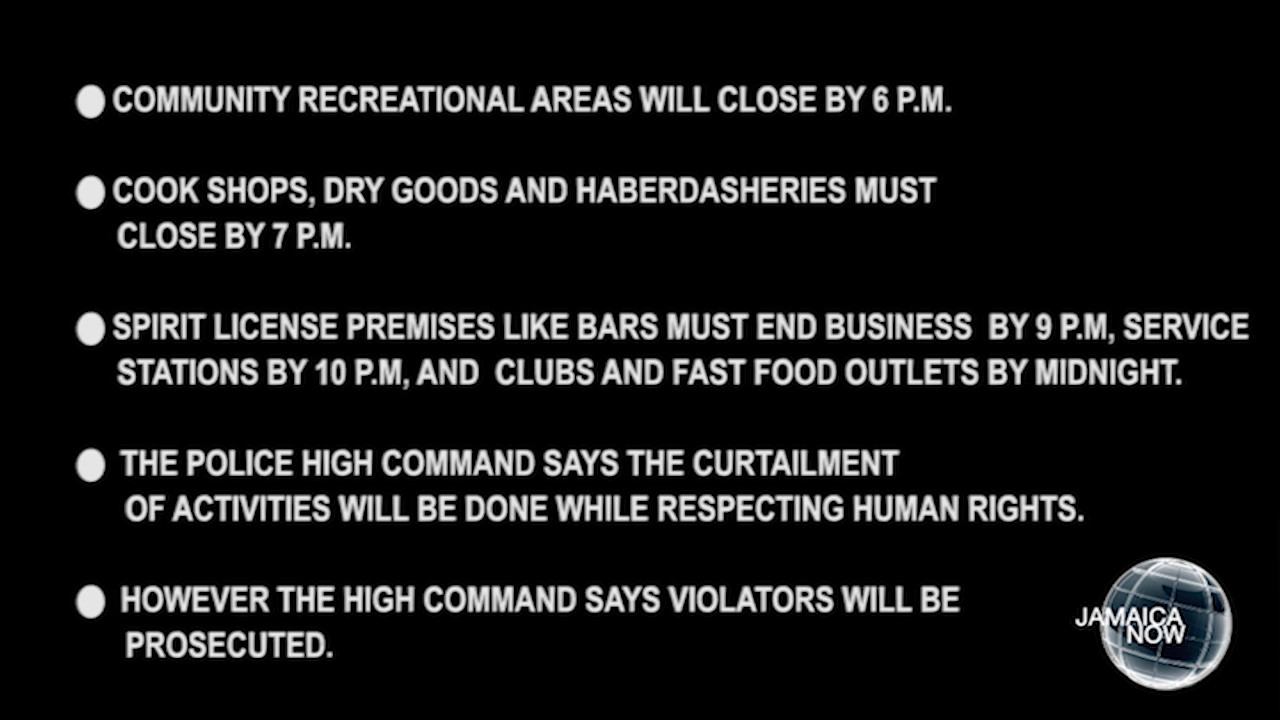 COMMUNITY RECREATIONAL AREAS WILL CLOSE BY 6 P.M.
COOK SHOPS, DRY GOODS AND HABERDASHERIES MUST
CLOSE BY 7 P.M.
SPIRIT LICENSE PREMISES LIKE BARS MUST END BUSINESS BY 9 P.M, SERVICE
STATIONS BY 10 P.M, AND CLUBS AND FAST FOOD OUTLETS BY MIDNIGHT.
THE POLICE HIGH COMMAND SAYS THE CURTAILMENT
OF ACTIVITIES WILL BE DONE WHILE RESPECTING HUMAN RIGHTS.
HOWEVER THE HIGH COMMAND SAYS VIOLATORS WILL BE
PROSECUTED.
JAMAICA
NOW